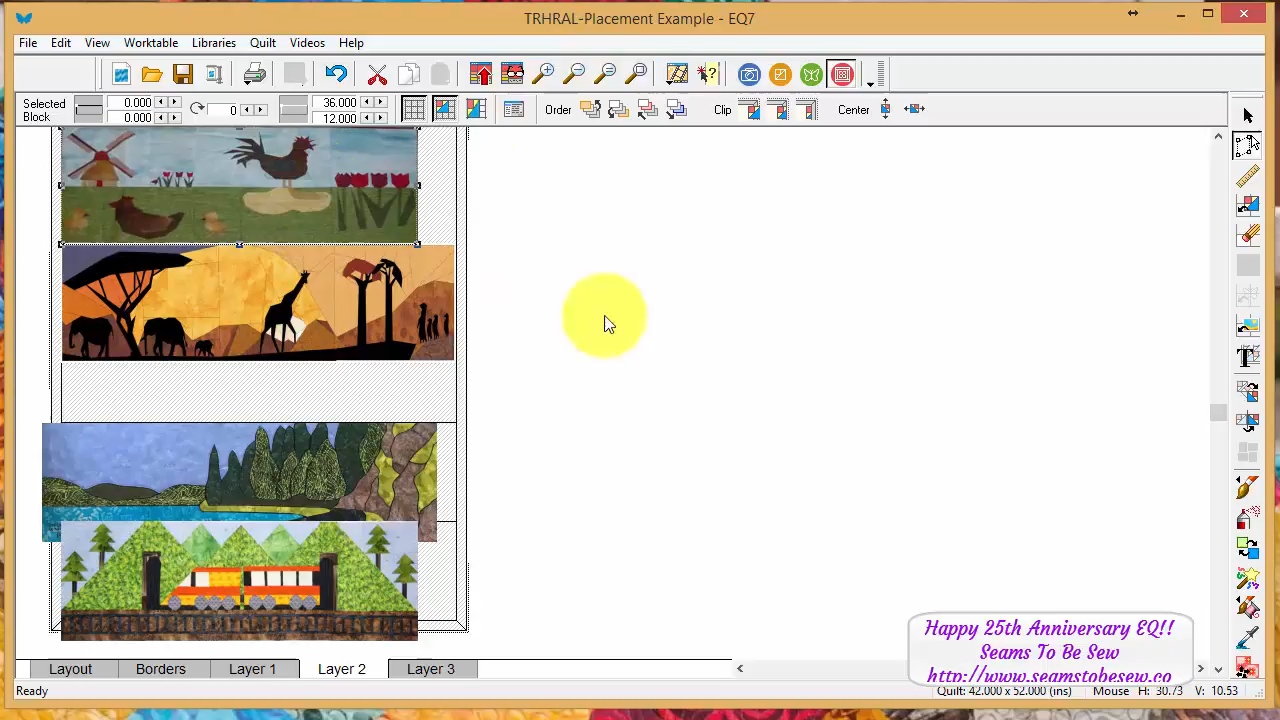 TRHRAL-Placement Example - EQ7
File Edit View Worktable Libraries Quilt Videos Help
Selected Block 0.000 0.000 0 36.000 12.000 Order Clip Center
Happy 25th Anniversary EQ!!
Seams To Be Sew
http://www.seamstobesew.co
Layout Borders Layer 1 Layer 2 Layer 3
Ready Quilt: 42.000 x 52.000 (ins) Mouse H: 30.73 V: 10.53